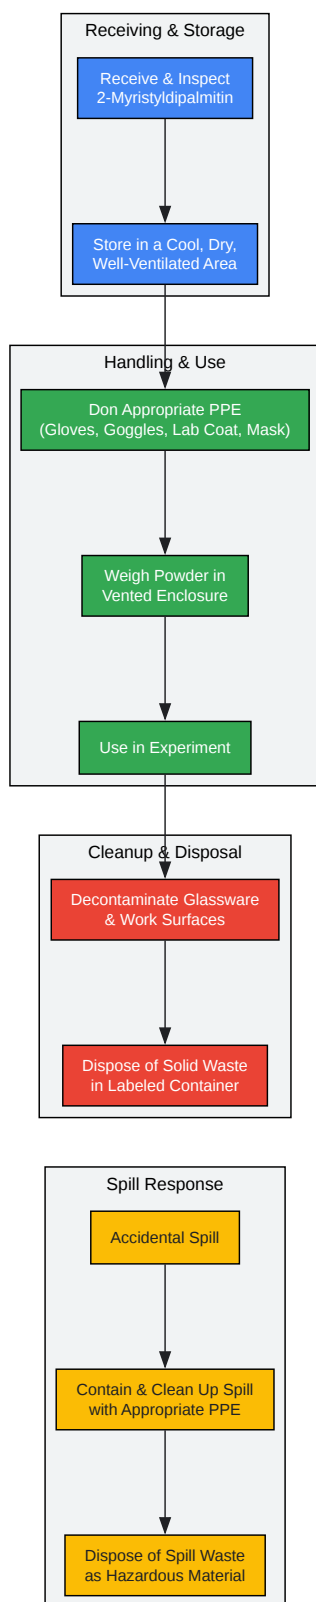 Receiving & Storage
Receive & Inspect
2-Myristyldipalmitin
Store in a Cool, Dry,
Well-Ventilated Area
Handling & Use
Don Appropriate PPE
(Gloves, Goggles, Lab Coat, Mask)
Weigh Powder in
Vented Enclosure
Use in Experiment
Cleanup & Disposal
Decontaminate Glassware
& Work Surfaces
Dispose of Solid Waste
in Labeled Container
Spill Response
Accidental Spill
Contain & Clean Up Spill
with Appropriate PPE
Dispose of Spill Waste
as Hazardous Material